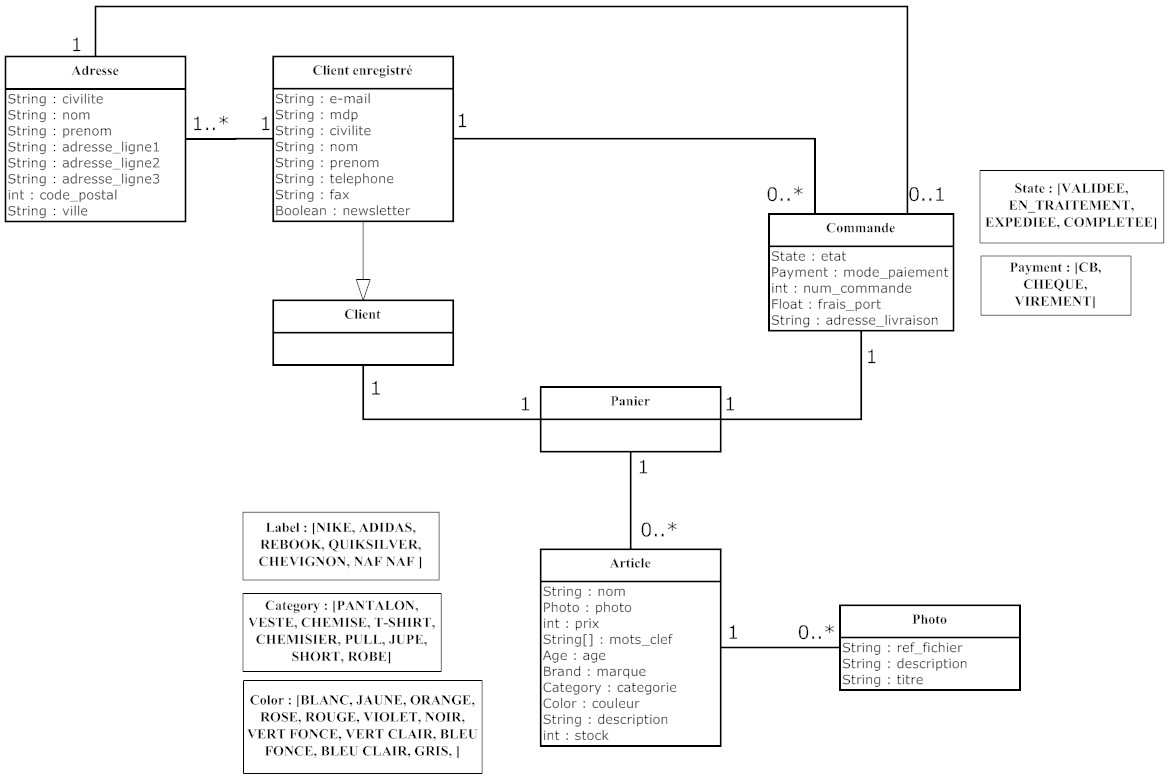 1
Adresse
String : civilite
String : nom
String : prenom
String : adresse_ligne1
String : adresse_ligne2
String : adresse_ligne3
int : code_postal
String : ville
1..*
1
Client enregistré
String : e-mail
String : mdp
String : civilite
String : nom
String : prenom
String : telephone
String : fax
Boolean : newsletter
1
0..*
0..1
Commande
State : etat
Payment : mode_paiement
int : num_commande
Float : frais_port
String : adresse_livraison
State : [VALIDEE,
EN_TRAITEMENT,
EXPEDIEE, COMPLETEE]
Payment : [CB,
CHEQUE,
VIREMENT]
Client
1
1
Panier
1
1
1
0..*
Label : [NIKE, ADIDAS,
REBOOK, QUIKSILVER,
CHEVIGNON, NAF NAF ]
Category : [PANTALON,
VESTE, CHEMISE, T-SHIRT,
CHEMISIER, PULL, JUPE,
SHORT, ROBE]
Color : [BLANC, JAUNE, ORANGE,
ROSE, ROUGE, VIOLET, NOIR,
VERT FONCE, VERT CLAIR, BLEU
FONCE, BLEU CLAIR, GRIS, ]
Article
String : nom
Photo : photo
int : prix
String[] : mots_clef
Age : age
Brand : marque
Category : categorie
Color : couleur
String : description
int : stock
1
0..*
Photo
String : ref_fichier
String : description
String : titre